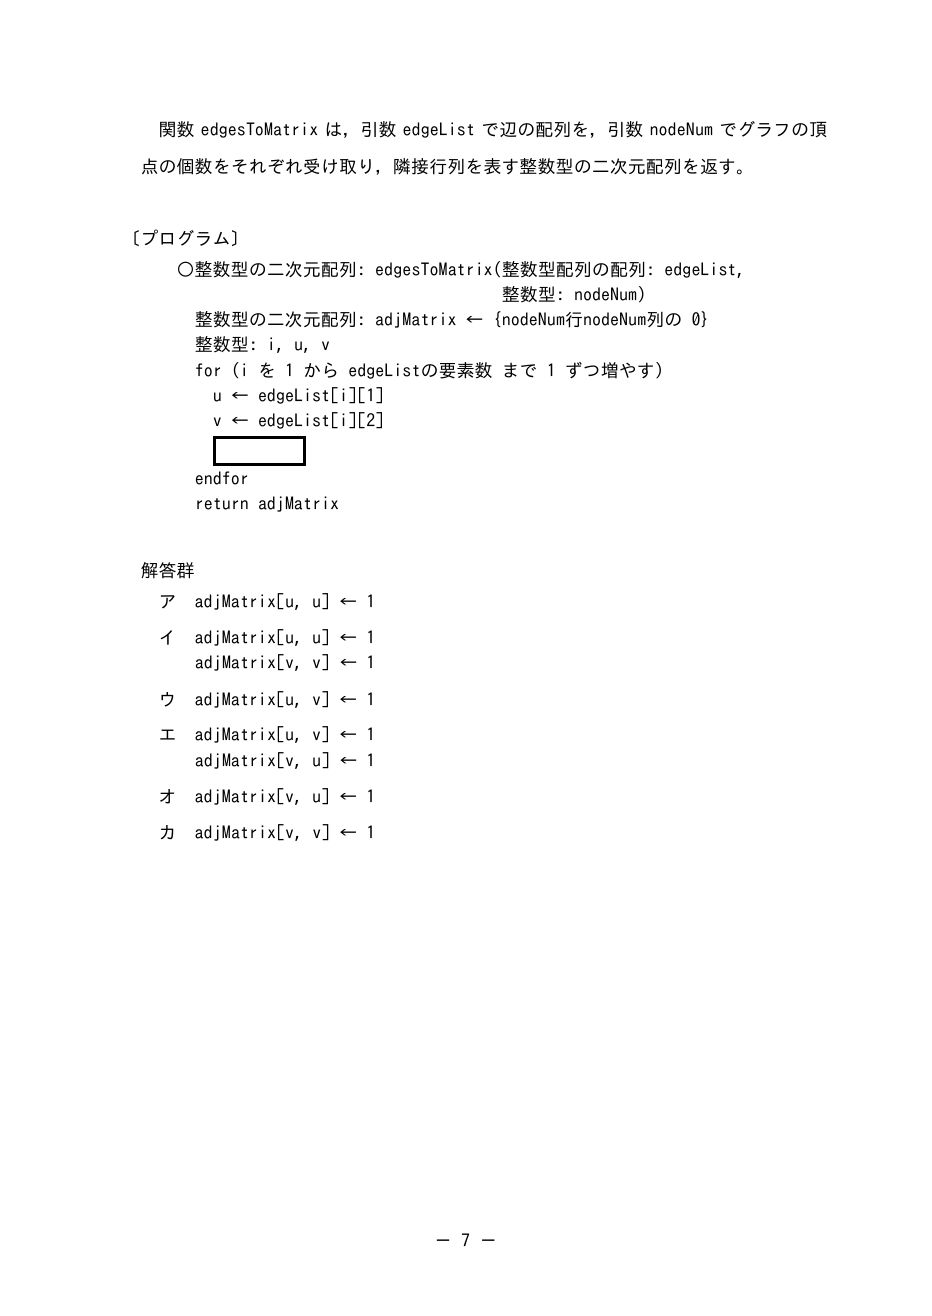 関数 edgesToMatrix は，引数 edgeList で辺の配列を，引数 nodeNum でグラフの頂
点の個数をそれぞれ受け取り，隣接行列を表す整数型の二次元配列を返す。
〔プログラム〕
○整数型の二次元配列: edgesToMatrix(整数型配列の配列: edgeList,
整数型: nodeNum)
整数型の二次元配列: adjMatrix ← {nodeNum行nodeNum列の 0}
整数型: i, u, v
for (i を 1 から edgeListの要素数 まで 1 ずつ増やす)
u ← edgeList[i][1]
v ← edgeList[i][2]
endfor
return adjMatrix
解答群
ア adjMatrix[u, u] ← 1
イ adjMatrix[u, u] ← 1
adjMatrix[v, v] ← 1
ウ adjMatrix[u, v] ← 1
エ adjMatrix[u, v] ← 1
adjMatrix[v, u] ← 1
オ adjMatrix[v, u] ← 1
カ adjMatrix[v, v] ← 1
－ 7 －